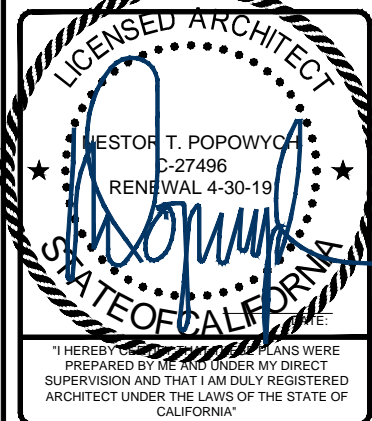 LICENSED ARCHITECT
NESTOR T. POPOWYCH
C-27496
RENEWAL 4-30-19
STATE OF CALIFORNIA
DATE:
"I HEREBY CERTIFY THAT THESE PLANS WERE
PREPARED BY ME AND UNDER MY DIRECT
SUPERVISION AND THAT I AM DULY REGISTERED
ARCHITECT UNDER THE LAWS OF THE STATE OF
CALIFORNIA"